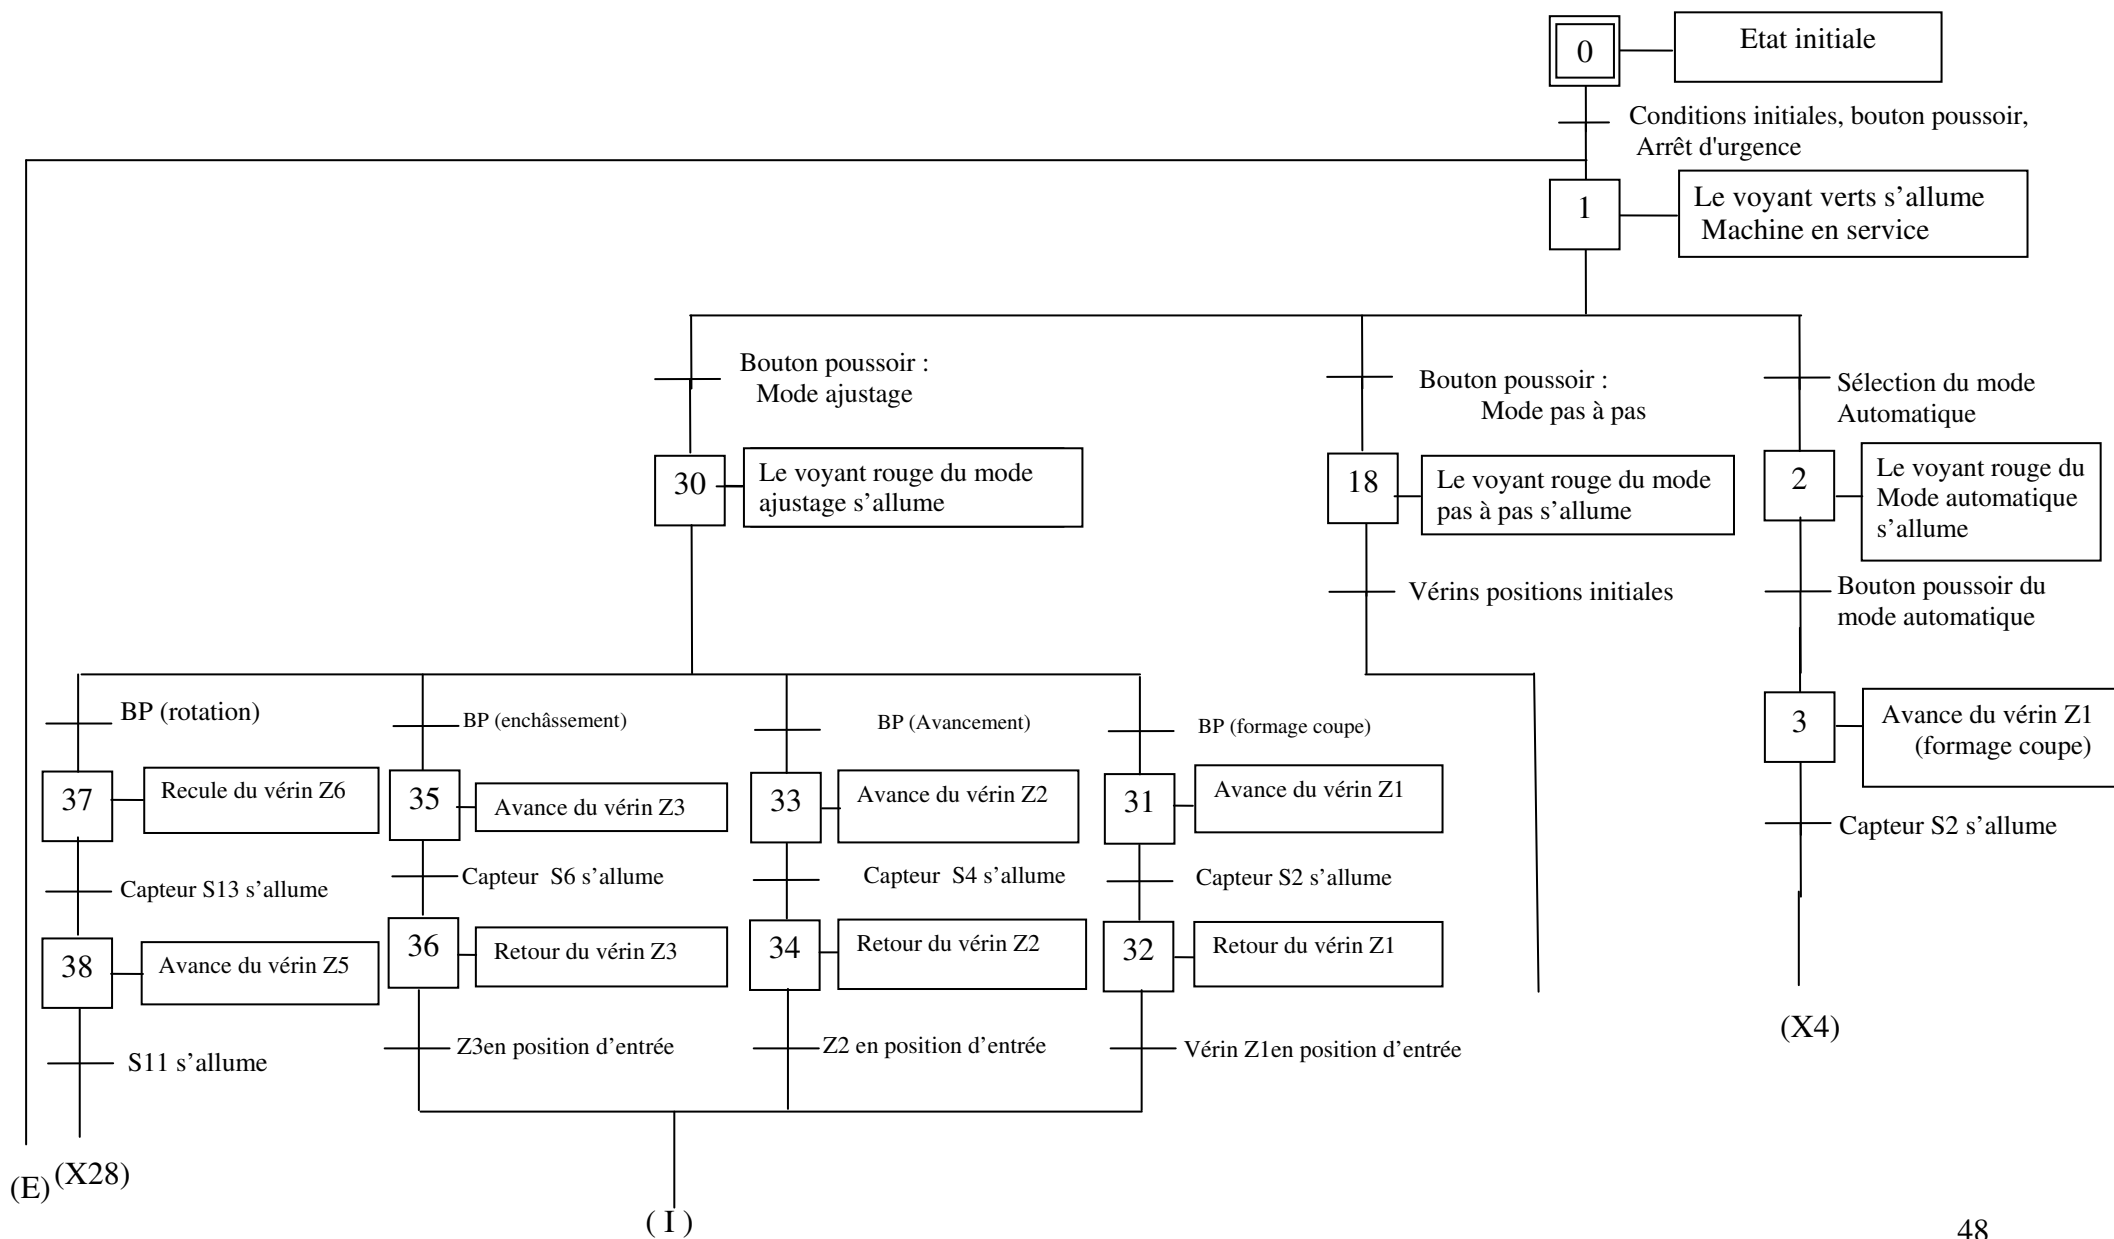 0
Etat initiale
Conditions initiales, bouton poussoir,
Arrêt d'urgence
1
Le voyant verts s’allume
Machine en service
Bouton poussoir :
Mode ajustage
Bouton poussoir :
Mode pas à pas
Sélection du mode
Automatique
30
Le voyant rouge du mode
ajustage s’allume
18
Le voyant rouge du mode
pas à pas s’allume
2
Le voyant rouge du
Mode automatique
s’allume
Vérins positions initiales
Bouton poussoir du
mode automatique
BP (rotation)
BP (enchâssement)
BP (Avancement)
BP (formage coupe)
3
Avance du vérin Z1
(formage coupe)
37
Recule du vérin Z6
35
Avance du vérin Z3
33
Avance du vérin Z2
31
Avance du vérin Z1
Capteur S2 s’allume
Capteur S13 s’allume
Capteur  S6 s’allume
Capteur  S4 s’allume
Capteur S2 s’allume
38
Avance du vérin Z5
36
Retour du vérin Z3
34
Retour du vérin Z2
32
Retour du vérin Z1
(X4)
S11 s’allume
Z3en position d’entrée
Z2 en position d’entrée
Vérin Z1en position d’entrée
(E)
(X28)
( I )
48